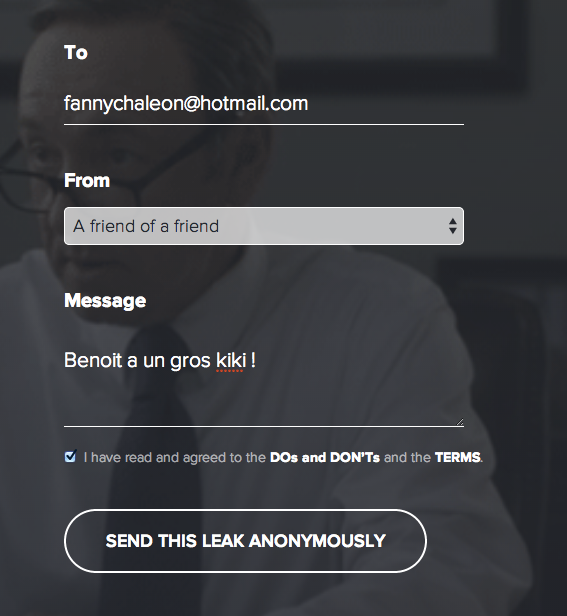 To
fannychaleon@hotmail.com
From
A friend of a friend
Message
Benoit a un gros kiki !
I have read and agreed to the DOs and DON'Ts and the TERMS.
SEND THIS LEAK ANONYMOUSLY